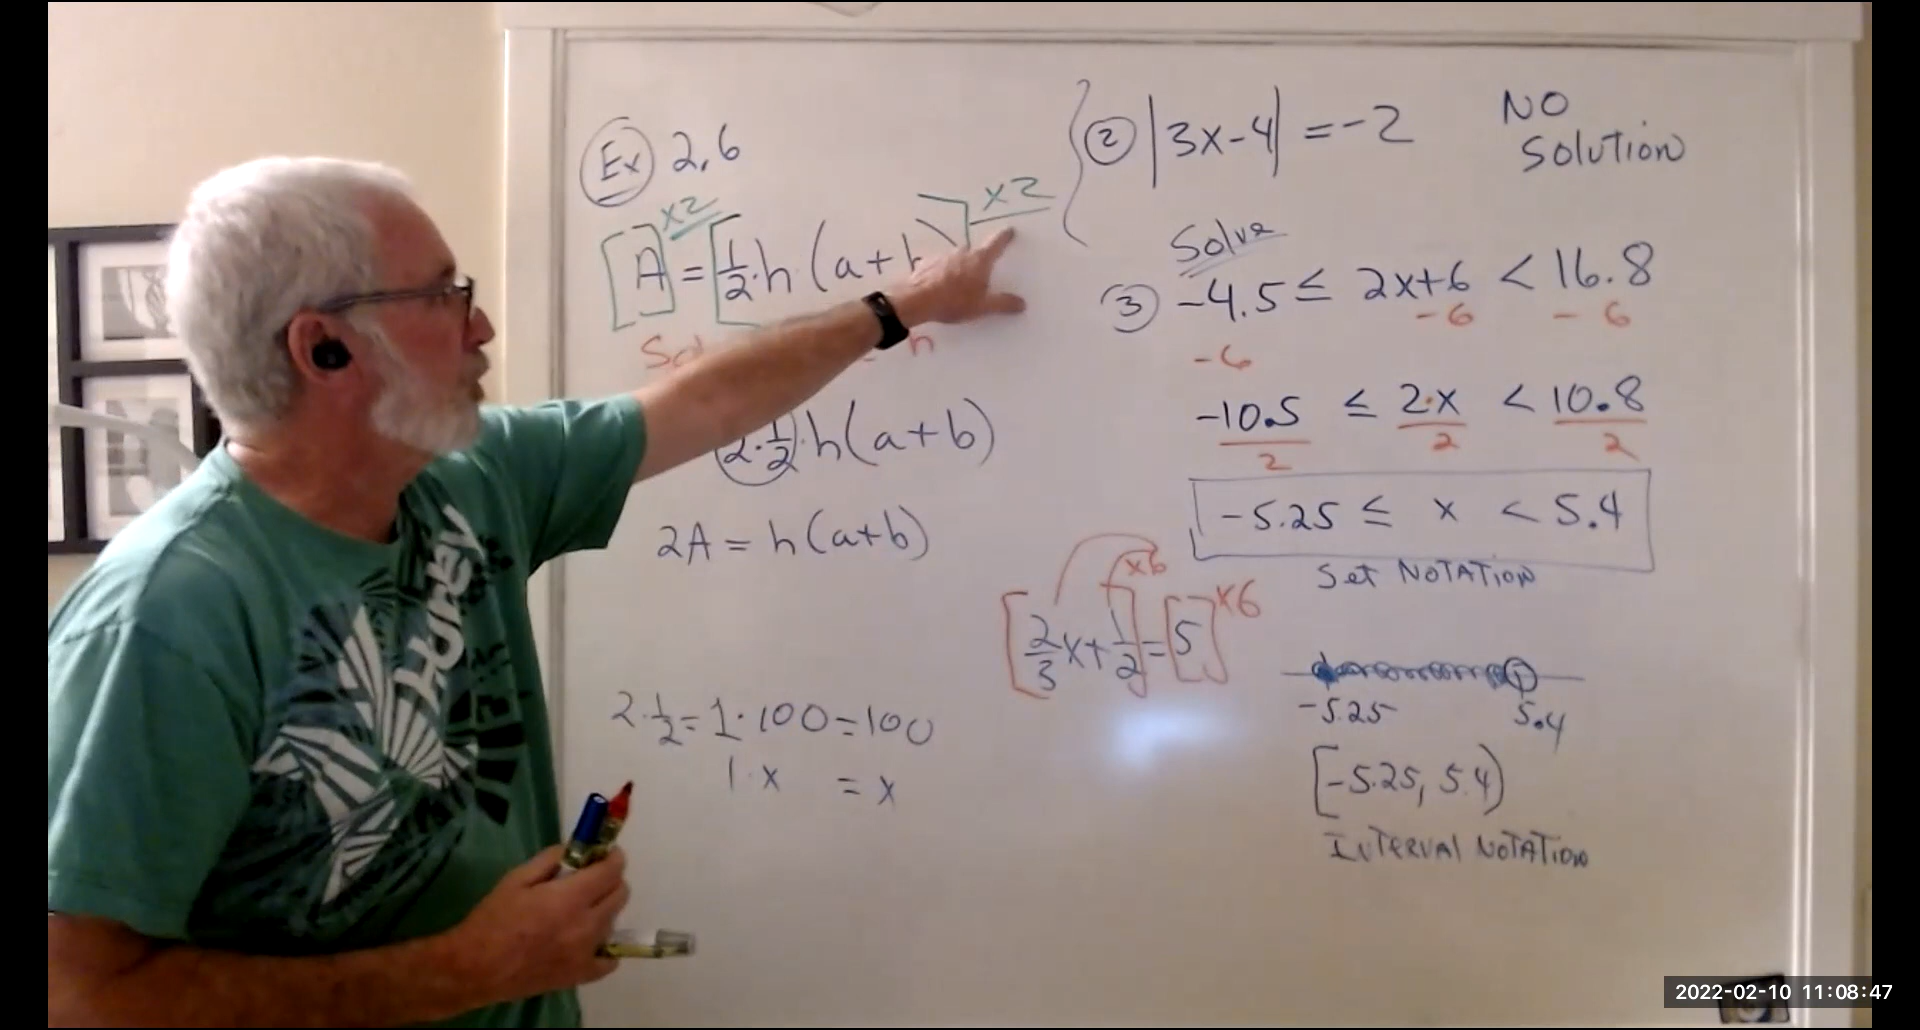 Ex 2.6
x2 x2
[A] = [1/2·h(a+b)]
h
2·1/2·h(a+b)
2A = h(a+b)
2·1/2=1·100=100
1·x = x
② |3x-4| =-2 NO
Solution
Solve
③ -4.5 ≤ 2x+6 < 16.8
-6 -6 -6
-10.5 ≤ 2·x < 10.8
2 2 2
-5.25 ≤ x < 5.4
Set NOTATION
x6
[2/3x+1/2]=[5]x6
-5.25 5.4
[-5.25, 5.4)
INTERVAL NOTATION
HURLEY
2022-02-10 11:08:47